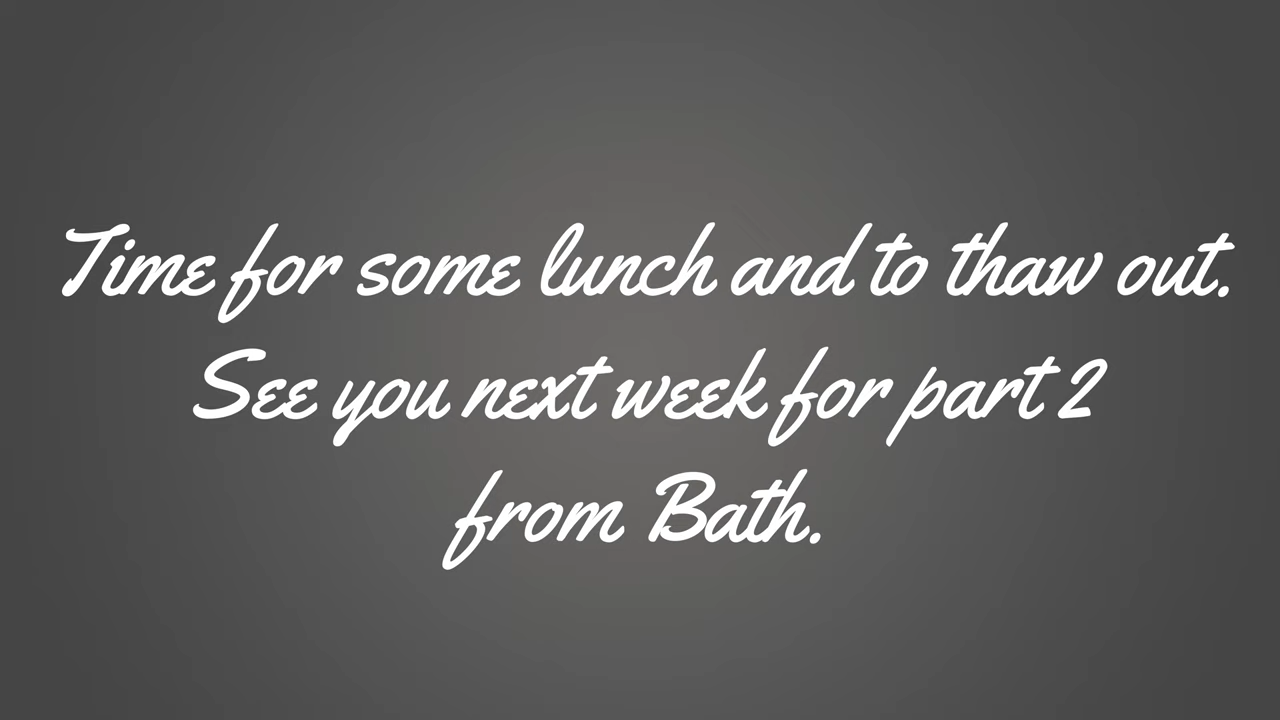 Time for some lunch and to thaw out.
See you next week for part 2
from Bath.